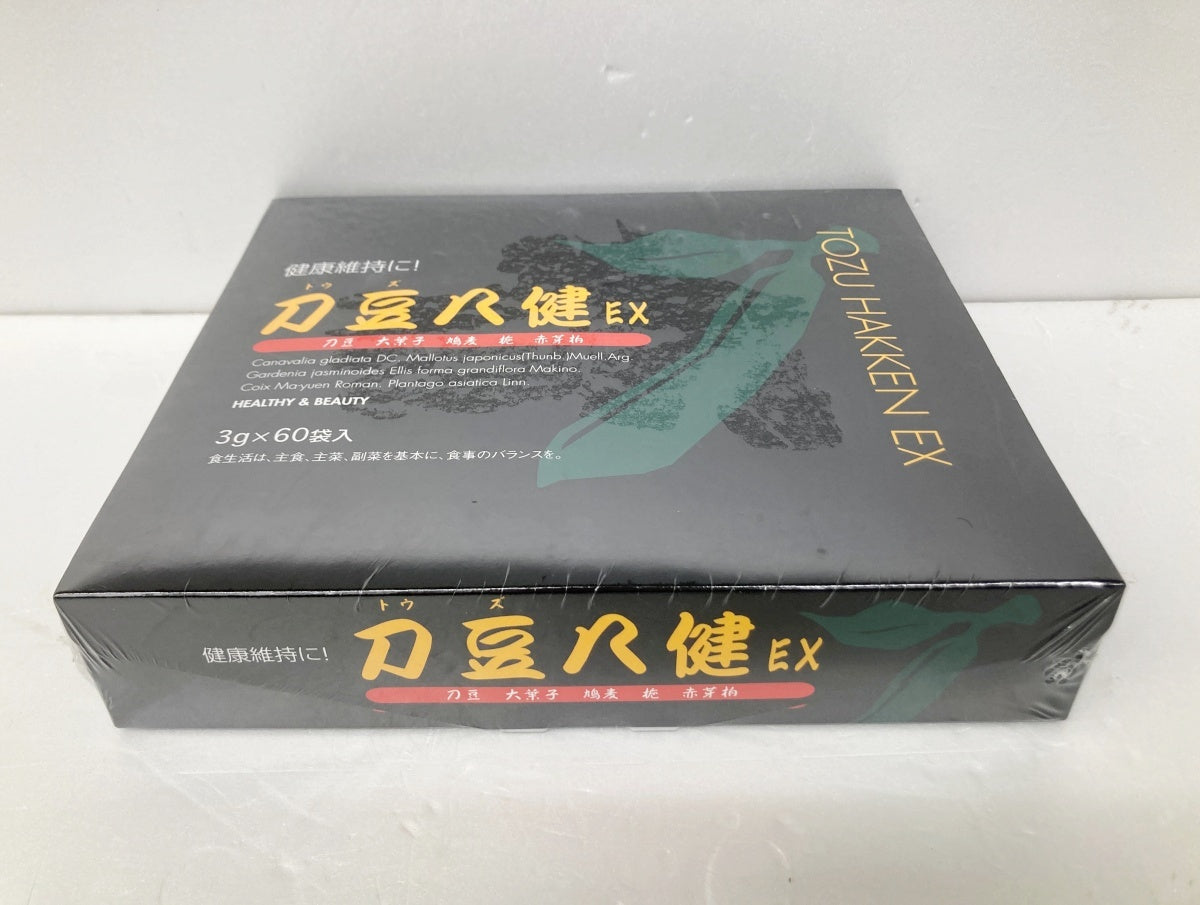 健康維持に!
トウ ズ
刀豆八健 EX
刀豆 大葉子 鳩麦 梔 赤芽柏
Canavalia gladiata DC. Mallotus japonicus(Thunb.)Muell.Arg.
Gardenia jasminoides Ellis forma grandiflora Makino.
Coix Ma-yuen Roman. Plantago asiatica Linn.
HEALTHY & BEAUTY
3g×60袋入
食生活は、主食、主菜、副菜を基本に、食事のバランスを。
TOZU HAKKEN EX
トウ ズ
健康維持に! 刀豆八健 EX
刀豆 大葉子 鳩麦 梔 赤芽柏